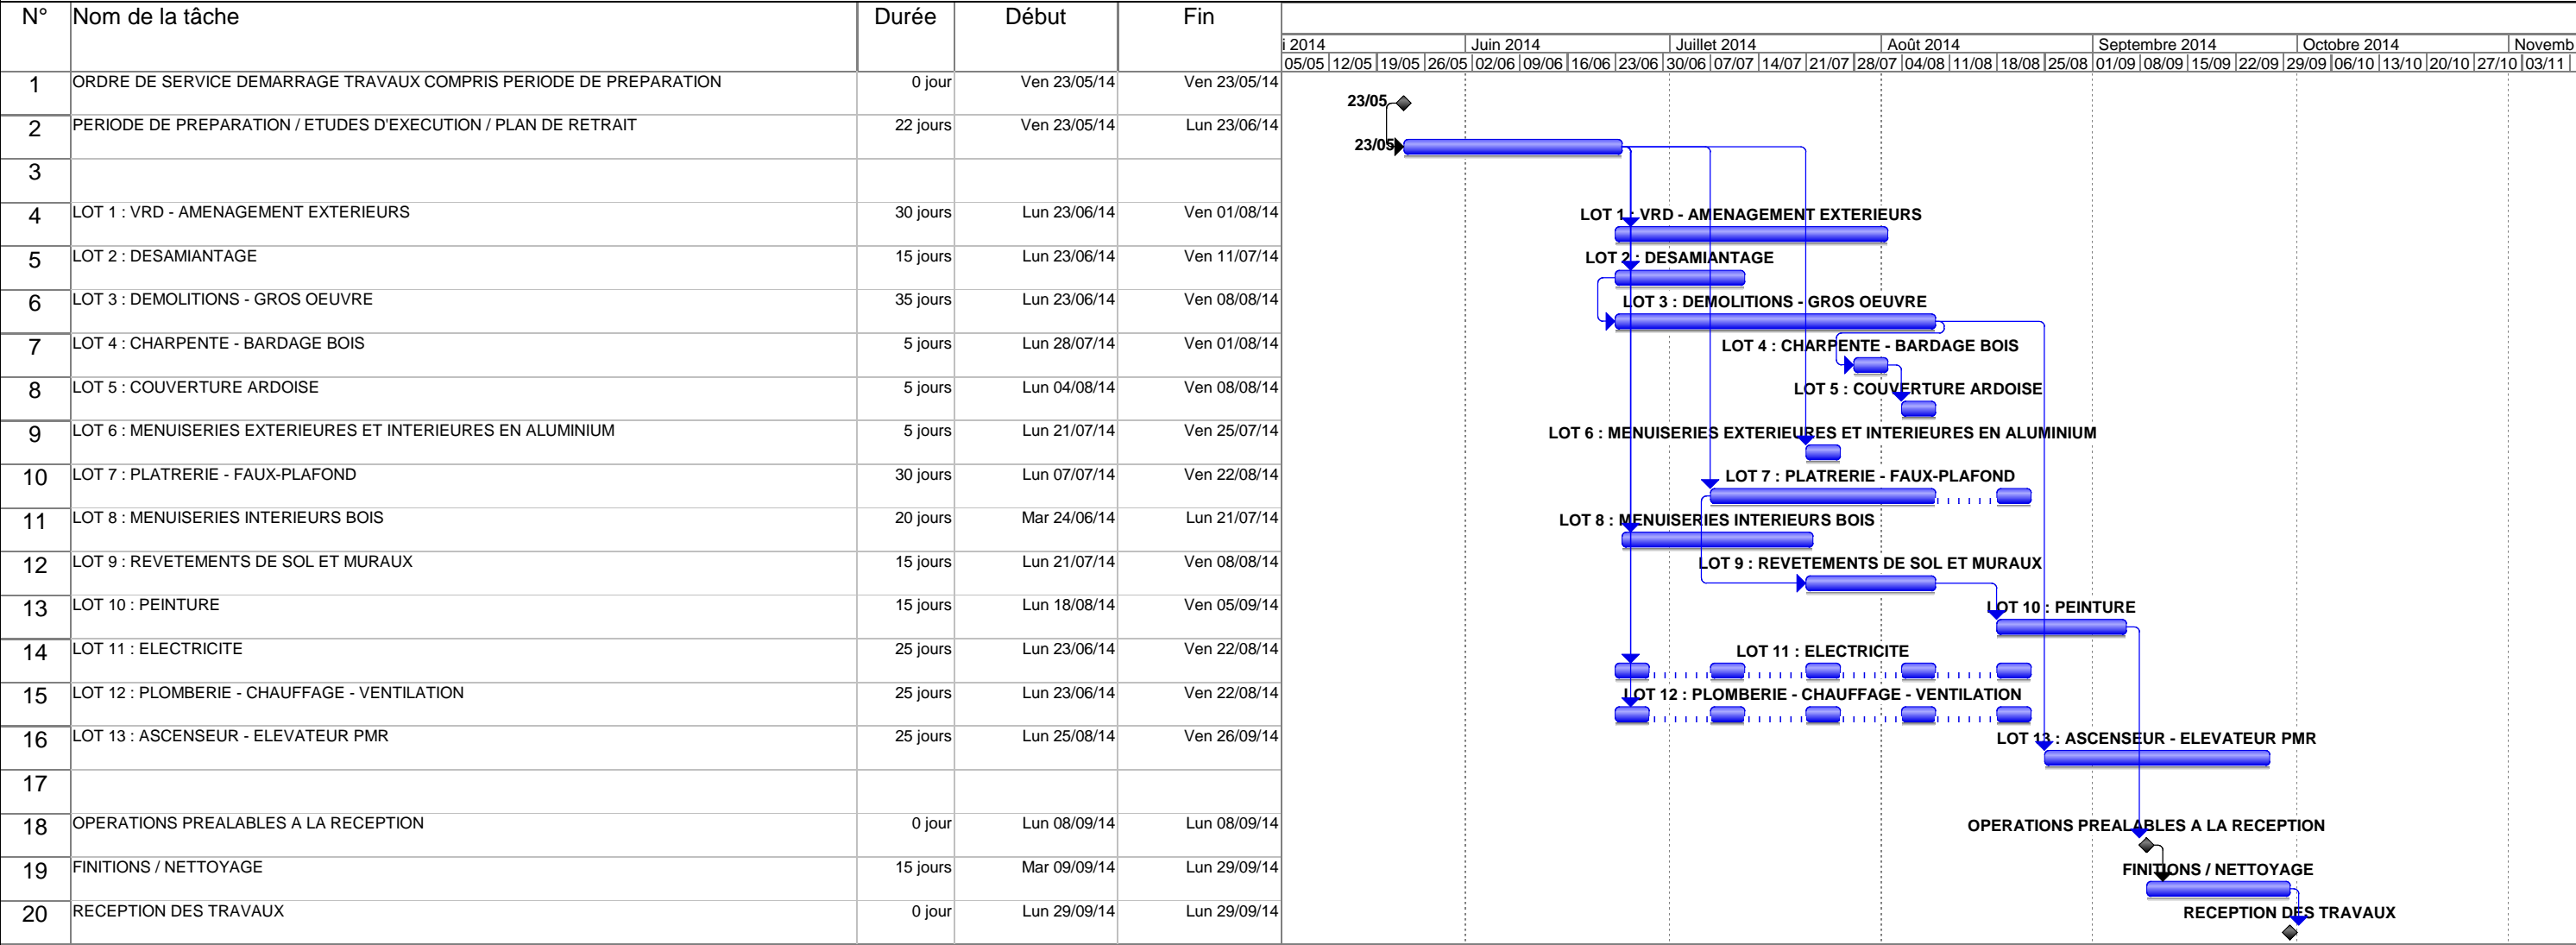 N° Nom de la tâche Durée Début Fin
i 2014 Juin 2014 Juillet 2014 Août 2014 Septembre 2014 Octobre 2014 Novemb
05/05 12/05 19/05 26/05 02/06 09/06 16/06 23/06 30/06 07/07 14/07 21/07 28/07 04/08 11/08 18/08 25/08 01/09 08/09 15/09 22/09 29/09 06/10 13/10 20/10 27/10 03/11
1 ORDRE DE SERVICE DEMARRAGE TRAVAUX COMPRIS PERIODE DE PREPARATION 0 jour Ven 23/05/14 Ven 23/05/14
23/05
2 PERIODE DE PREPARATION / ETUDES D'EXECUTION / PLAN DE RETRAIT 22 jours Ven 23/05/14 Lun 23/06/14
23/05
3
4 LOT 1 : VRD - AMENAGEMENT EXTERIEURS 30 jours Lun 23/06/14 Ven 01/08/14
LOT 1 : VRD - AMENAGEMENT EXTERIEURS
5 LOT 2 : DESAMIANTAGE 15 jours Lun 23/06/14 Ven 11/07/14
LOT 2 : DESAMIANTAGE
6 LOT 3 : DEMOLITIONS - GROS OEUVRE 35 jours Lun 23/06/14 Ven 08/08/14
LOT 3 : DEMOLITIONS - GROS OEUVRE
7 LOT 4 : CHARPENTE - BARDAGE BOIS 5 jours Lun 28/07/14 Ven 01/08/14
LOT 4 : CHARPENTE - BARDAGE BOIS
8 LOT 5 : COUVERTURE ARDOISE 5 jours Lun 04/08/14 Ven 08/08/14
LOT 5 : COUVERTURE ARDOISE
9 LOT 6 : MENUISERIES EXTERIEURES ET INTERIEURES EN ALUMINIUM 5 jours Lun 21/07/14 Ven 25/07/14
LOT 6 : MENUISERIES EXTERIEURES ET INTERIEURES EN ALUMINIUM
10 LOT 7 : PLATRERIE - FAUX-PLAFOND 30 jours Lun 07/07/14 Ven 22/08/14
LOT 7 : PLATRERIE - FAUX-PLAFOND
11 LOT 8 : MENUISERIES INTERIEURS BOIS 20 jours Mar 24/06/14 Lun 21/07/14
LOT 8 : MENUISERIES INTERIEURS BOIS
12 LOT 9 : REVETEMENTS DE SOL ET MURAUX 15 jours Lun 21/07/14 Ven 08/08/14
LOT 9 : REVETEMENTS DE SOL ET MURAUX
13 LOT 10 : PEINTURE 15 jours Lun 18/08/14 Ven 05/09/14
LOT 10 : PEINTURE
14 LOT 11 : ELECTRICITE 25 jours Lun 23/06/14 Ven 22/08/14
LOT 11 : ELECTRICITE
15 LOT 12 : PLOMBERIE - CHAUFFAGE - VENTILATION 25 jours Lun 23/06/14 Ven 22/08/14
LOT 12 : PLOMBERIE - CHAUFFAGE - VENTILATION
16 LOT 13 : ASCENSEUR - ELEVATEUR PMR 25 jours Lun 25/08/14 Ven 26/09/14
LOT 13 : ASCENSEUR - ELEVATEUR PMR
17
18 OPERATIONS PREALABLES A LA RECEPTION 0 jour Lun 08/09/14 Lun 08/09/14
OPERATIONS PREALABLES A LA RECEPTION
19 FINITIONS / NETTOYAGE 15 jours Mar 09/09/14 Lun 29/09/14
FINITIONS / NETTOYAGE
20 RECEPTION DES TRAVAUX 0 jour Lun 29/09/14 Lun 29/09/14
RECEPTION DES TRAVAUX